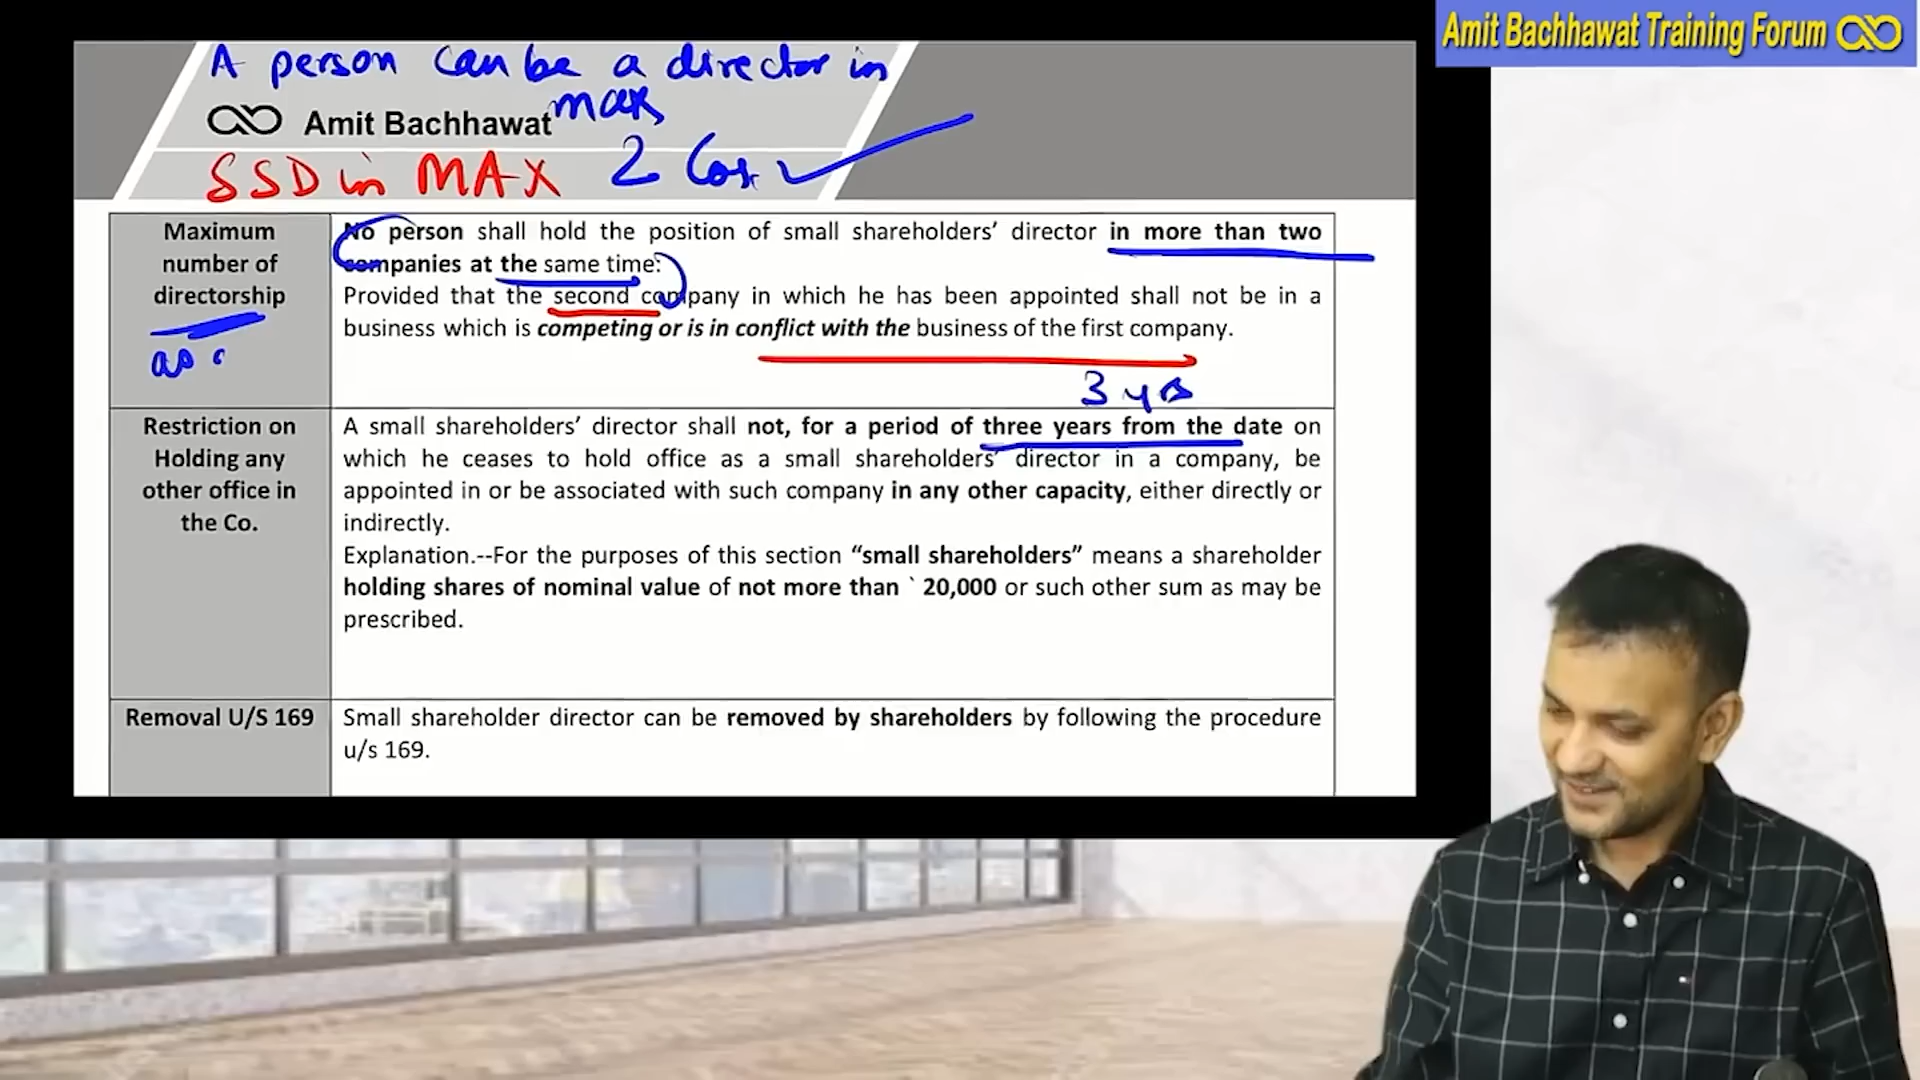 Amit Bachhawat Training Forum
A person can be a director in
max
Amit Bachhawat
SSD in MAX 2 Cos.
Maximum
number of
directorship
as
No person shall hold the position of small shareholders’ director in more than two
companies at the same time:
Provided that the second company in which he has been appointed shall not be in a
business which is competing or is in conflict with the business of the first company.
3 yrs
Restriction on
Holding any
other office in
the Co.
A small shareholders’ director shall not, for a period of three years from the date on
which he ceases to hold office as a small shareholders’ director in a company, be
appointed in or be associated with such company in any other capacity, either directly or
indirectly.
Explanation.--For the purposes of this section “small shareholders” means a shareholder
holding shares of nominal value of not more than ` 20,000 or such other sum as may be
prescribed.
Removal U/S 169
Small shareholder director can be removed by shareholders by following the procedure
u/s 169.